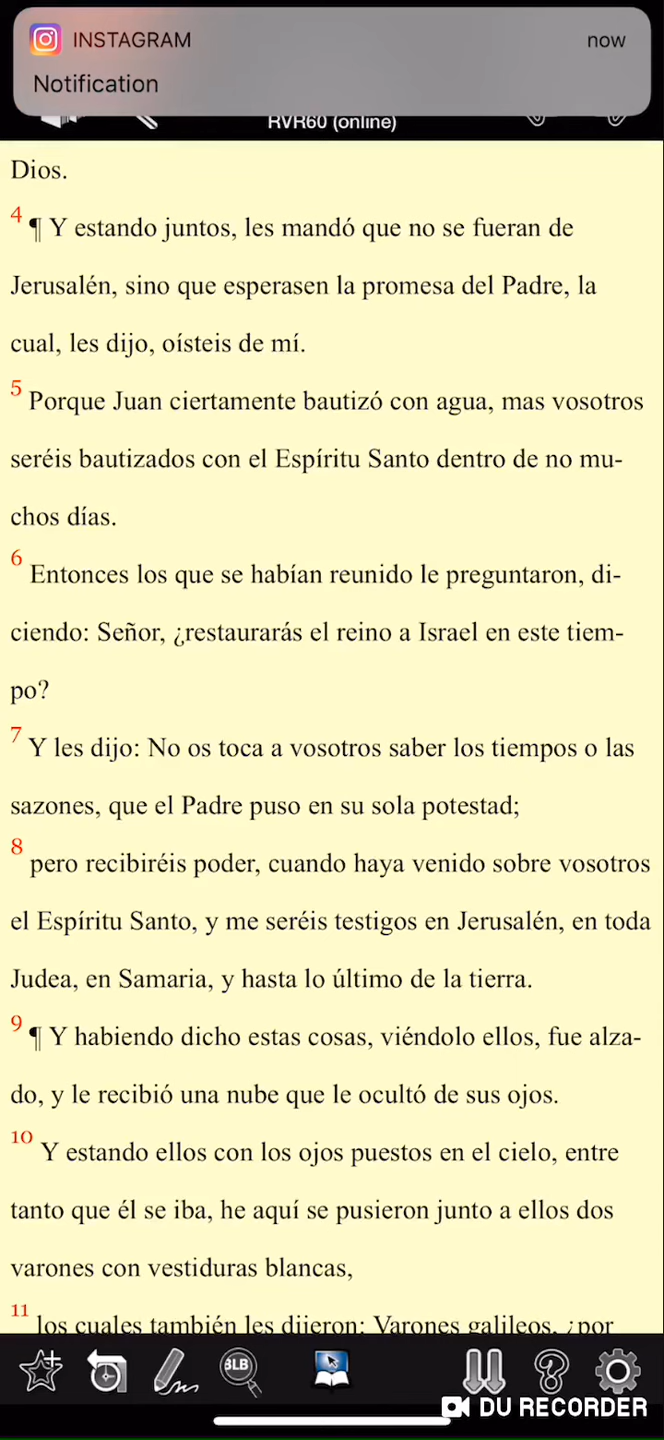 INSTAGRAM now
Notification
RVR60 (online)
Dios.
4 ¶ Y estando juntos, les mandó que no se fueran de
Jerusalén, sino que esperasen la promesa del Padre, la
cual, les dijo, oísteis de mí.
5 Porque Juan ciertamente bautizó con agua, mas vosotros
seréis bautizados con el Espíritu Santo dentro de no mu-
chos días.
6 Entonces los que se habían reunido le preguntaron, di-
ciendo: Señor, ¿restaurarás el reino a Israel en este tiem-
po?
7 Y les dijo: No os toca a vosotros saber los tiempos o las
sazones, que el Padre puso en su sola potestad;
8 pero recibiréis poder, cuando haya venido sobre vosotros
el Espíritu Santo, y me seréis testigos en Jerusalén, en toda
Judea, en Samaria, y hasta lo último de la tierra.
9 ¶ Y habiendo dicho estas cosas, viéndolo ellos, fue alza-
do, y le recibió una nube que le ocultó de sus ojos.
10 Y estando ellos con los ojos puestos en el cielo, entre
tanto que él se iba, he aquí se pusieron junto a ellos dos
varones con vestiduras blancas,
11 los cuales también les dijeron: Varones galileos, ¿por
BLB
DU RECORDER